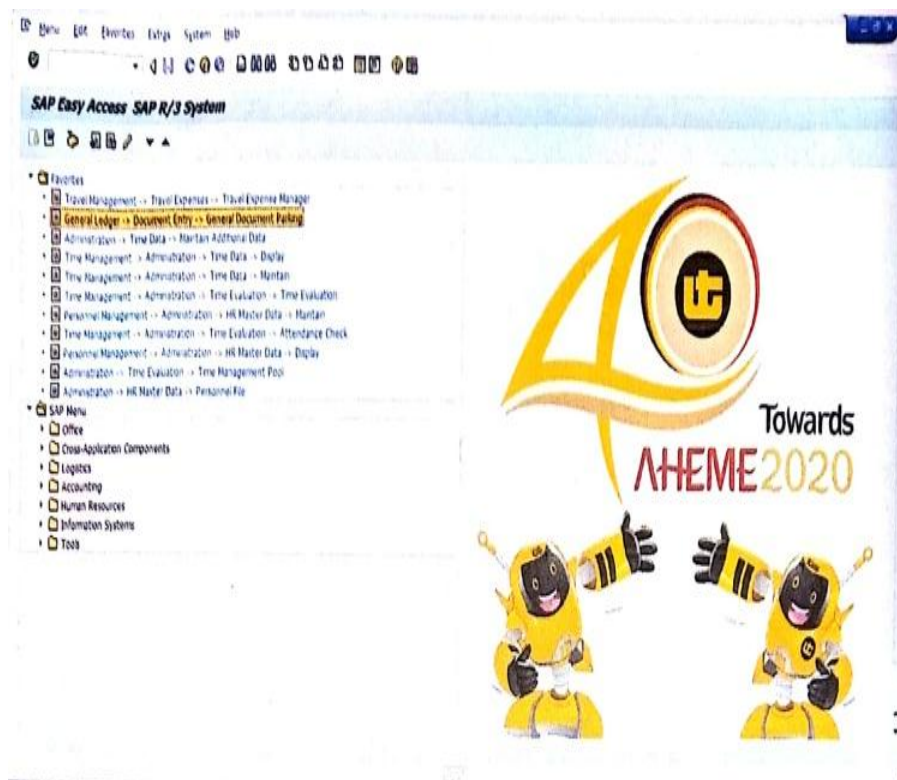 Menu Edit Favorites Extras System Help
SAP Easy Access SAP R/3 System
Favorites
Travel Management -> Travel Expenses -> Travel Expense Manager
General Ledger -> Document Entry -> General Document Parking
Administration -> Time Data -> Maintain Additional Data
Time Management -> Administration -> Time Data -> Display
Time Management -> Administration -> Time Data -> Maintain
Time Management -> Administration -> Time Evaluation -> Time Evaluation
Personnel Management -> Administration -> HR Master Data -> Maintain
Time Management -> Administration -> Time Evaluation -> Attendance Check
Personnel Management -> Administration -> HR Master Data -> Display
Administration -> Time Evaluation -> Time Management Pool
Administration -> HR Master Data -> Personnel File
SAP Menu
Office
Cross-Application Components
Logistics
Accounting
Human Resources
Information Systems
Tools
40
Towards
AHEME2020